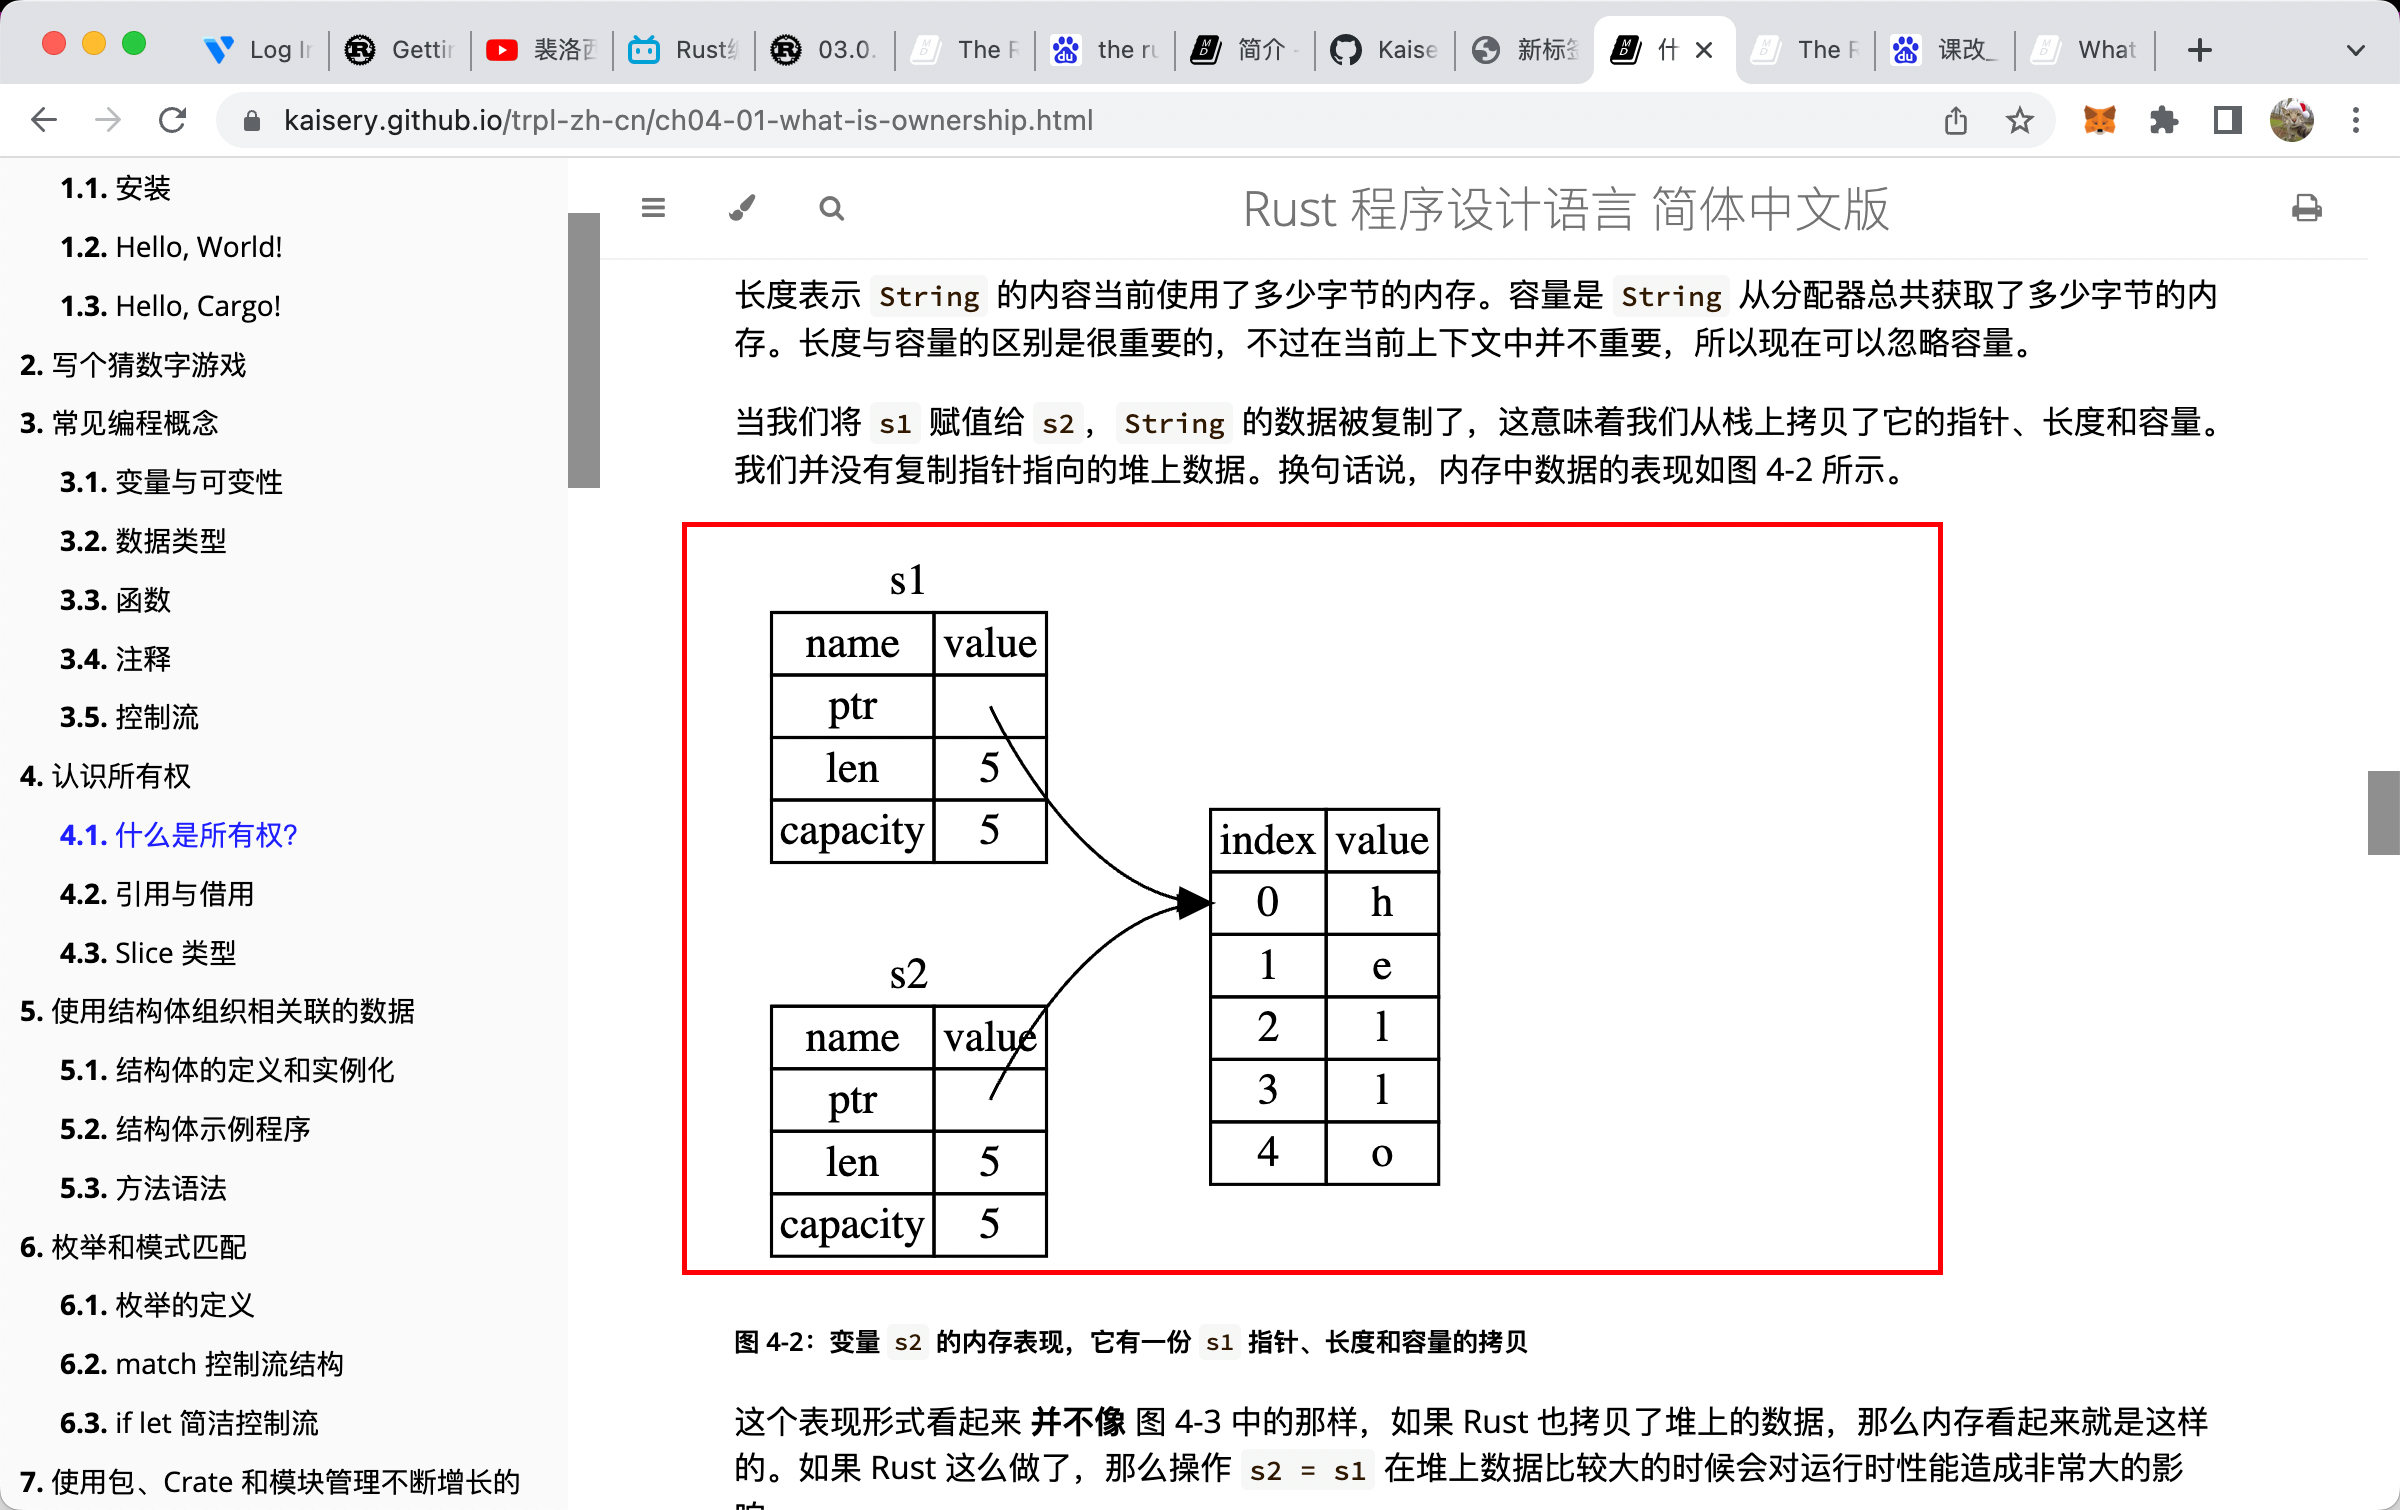 Log In
Gettin
裴洛西
Rust编
03.0.
The R
the ru
简介 -
Kaise
新标签
什
The R
课改_
What
kaisery.github.io/trpl-zh-cn/ch04-01-what-is-ownership.html
1.1. 安装
1.2. Hello, World!
1.3. Hello, Cargo!
2. 写个猜数字游戏
3. 常见编程概念
3.1. 变量与可变性
3.2. 数据类型
3.3. 函数
3.4. 注释
3.5. 控制流
4. 认识所有权
4.1. 什么是所有权?
4.2. 引用与借用
4.3. Slice 类型
5. 使用结构体组织相关联的数据
5.1. 结构体的定义和实例化
5.2. 结构体示例程序
5.3. 方法语法
6. 枚举和模式匹配
6.1. 枚举的定义
6.2. match 控制流结构
6.3. if let 简洁控制流
7. 使用包、Crate 和模块管理不断增长的
Rust 程序设计语言 简体中文版
长度表示 String 的内容当前使用了多少字节的内存。容量是 String 从分配器总共获取了多少字节的内
存。长度与容量的区别是很重要的，不过在当前上下文中并不重要，所以现在可以忽略容量。
当我们将 s1 赋值给 s2，String 的数据被复制了，这意味着我们从栈上拷贝了它的指针、长度和容量。
我们并没有复制指针指向的堆上数据。换句话说，内存中数据的表现如图 4-2 所示。
s1
name value
ptr
len 5
capacity 5
s2
name value
ptr
len 5
capacity 5
index value
0 h
1 e
2 l
3 l
4 o
图 4-2：变量 s2 的内存表现，它有一份 s1 指针、长度和容量的拷贝
这个表现形式看起来 并不像 图 4-3 中的那样，如果 Rust 也拷贝了堆上的数据，那么内存看起来就是这样
的。如果 Rust 这么做了，那么操作 s2 = s1 在堆上数据比较大的时候会对运行时性能造成非常大的影